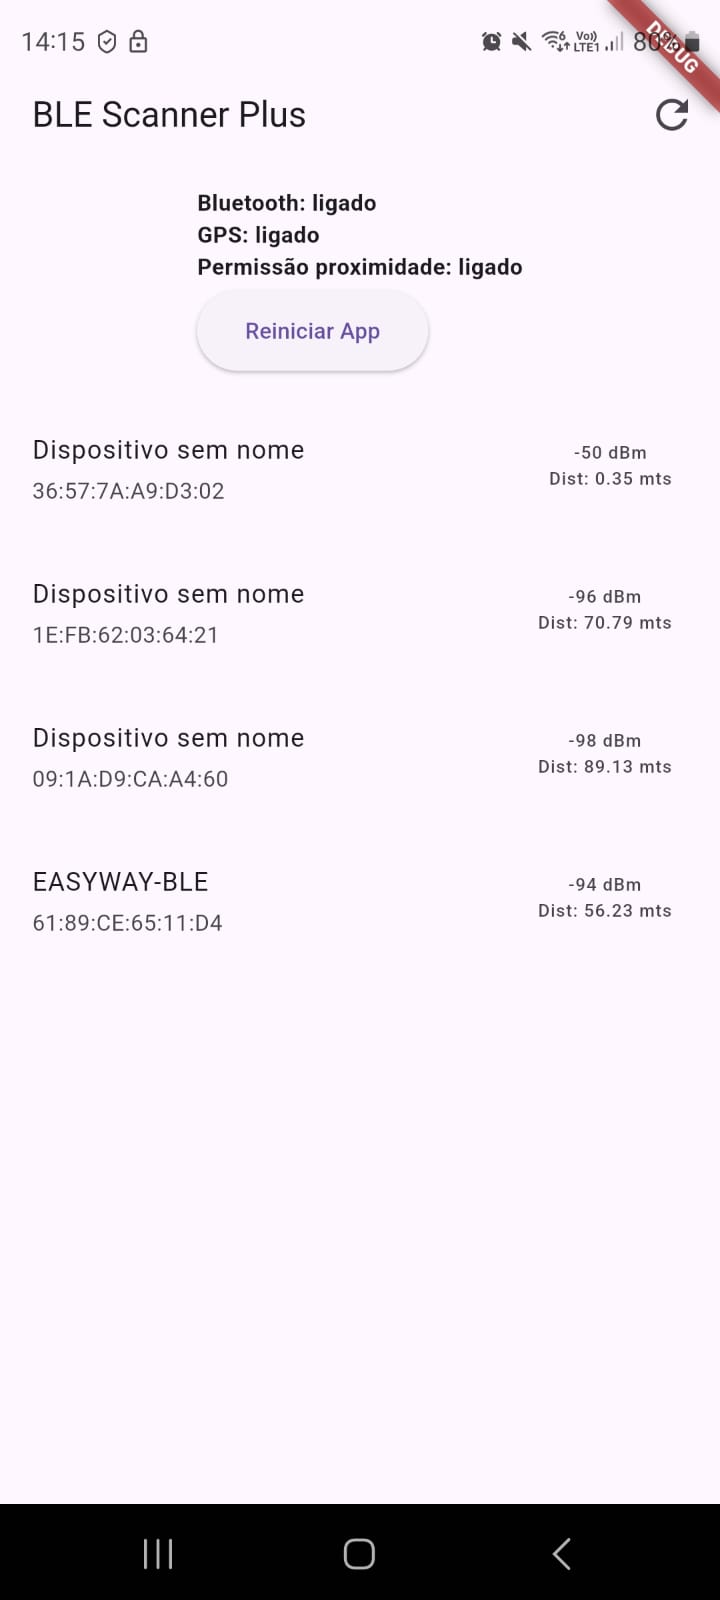 14:15
6 Vo)) LTE1 80%
DEBUG
BLE Scanner Plus
Bluetooth: ligado
GPS: ligado
Permissão proximidade: ligado
Reiniciar App
Dispositivo sem nome
-50 dBm
36:57:7A:A9:D3:02
Dist: 0.35 mts
Dispositivo sem nome
-96 dBm
1E:FB:62:03:64:21
Dist: 70.79 mts
Dispositivo sem nome
-98 dBm
09:1A:D9:CA:A4:60
Dist: 89.13 mts
EASYWAY-BLE
-94 dBm
61:89:CE:65:11:D4
Dist: 56.23 mts